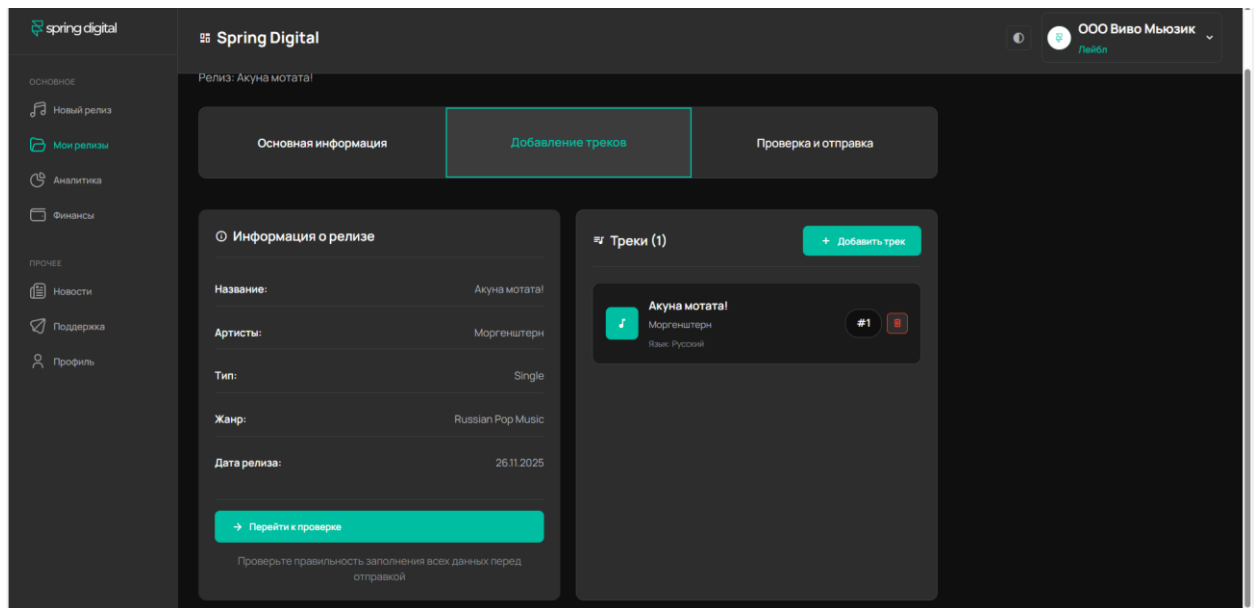 spring digital
Spring Digital
ООО Виво Мьюзик
Лейбл
ОСНОВНОЕ
Новый релиз
Мои релизы
Аналитика
Финансы
ПРОЧЕЕ
Новости
Поддержка
Профиль
Релиз: Акуна мотата!
Основная информация
Добавление треков
Проверка и отправка
Информация о релизе
Название: Акуна мотата!
Артисты: Моргенштерн
Тип: Single
Жанр: Russian Pop Music
Дата релиза: 26.11.2025
→ Перейти к проверке
Проверьте правильность заполнения всех данных перед
отправкой
Треки (1)
+ Добавить трек
Акуна мотата!
Моргенштерн
Язык: Русский
#1